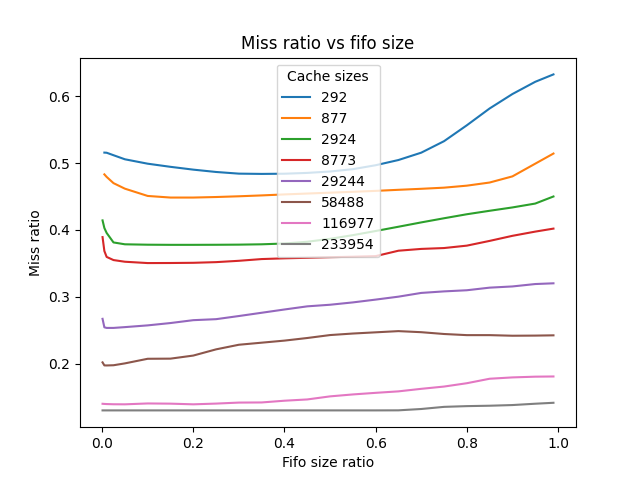 Miss ratio vs fifo size
Cache sizes
292
877
2924
8773
29244
58488
116977
233954
Miss ratio
0.6
0.5
0.4
0.3
0.2
0.0 0.2 0.4 0.6 0.8 1.0
Fifo size ratio